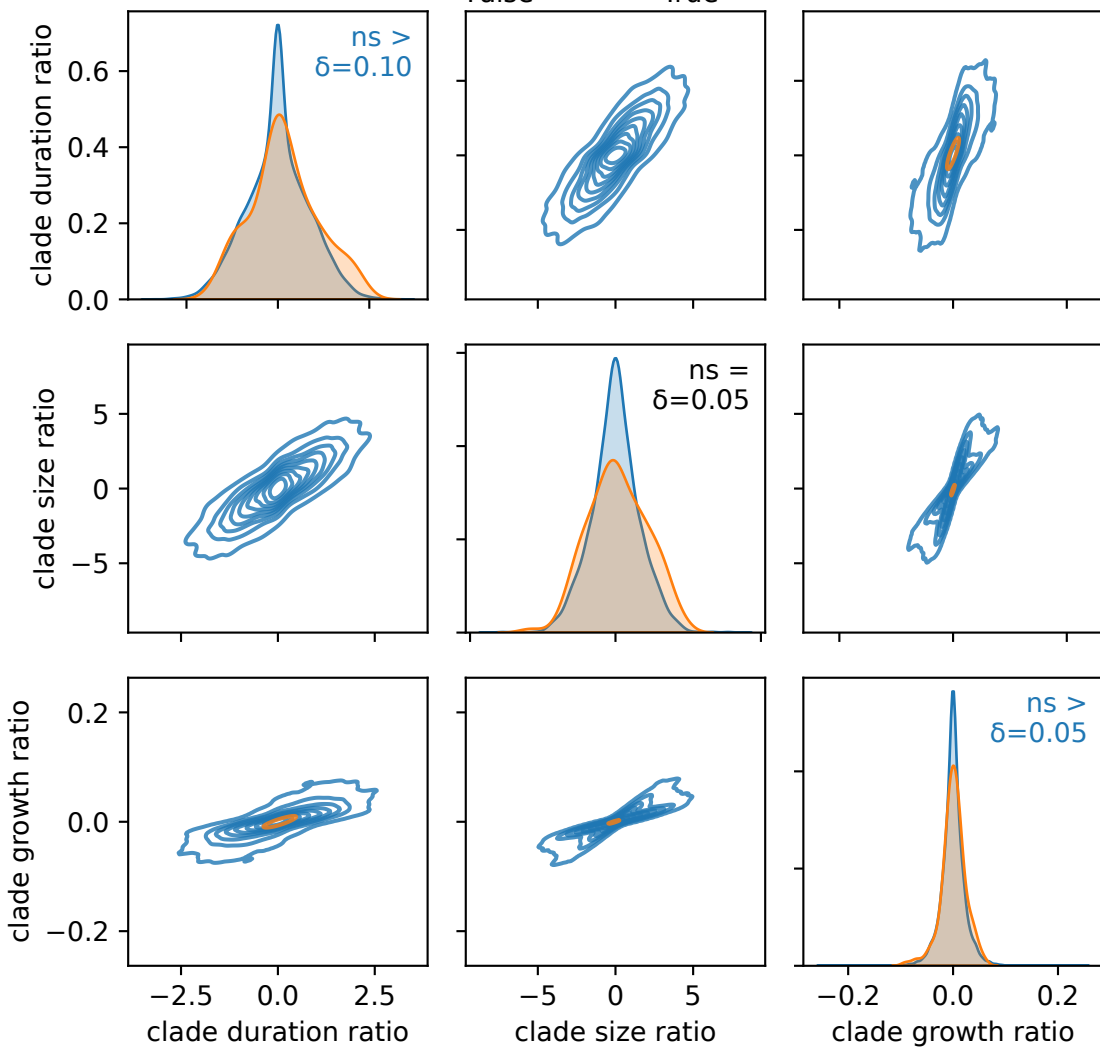 True
clade duration ratio
0.6
0.4
0.2
0.0
ns >
δ=0.10
clade size ratio
5
0
−5
ns =
δ=0.05
clade growth ratio
0.2
0.0
−0.2
ns >
δ=0.05
−2.5 0.0 2.5
−5 0 5
−0.2 0.0 0.2
clade duration ratio
clade size ratio
clade growth ratio